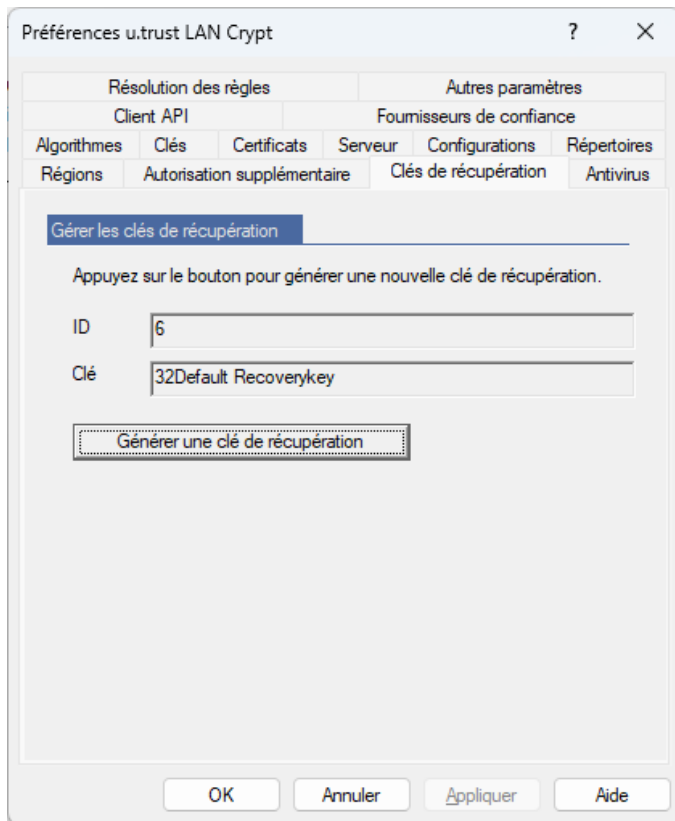 Préférences u.trust LAN Crypt ?
Résolution des règles Autres paramètres
Client API Fournisseurs de confiance
Algorithmes Clés Certificats Serveur Configurations Répertoires
Régions Autorisation supplémentaire Clés de récupération Antivirus
Gérer les clés de récupération
Appuyez sur le bouton pour générer une nouvelle clé de récupération.
ID 6
Clé 32Default Recoverykey
Générer une clé de récupération
OK Annuler Appliquer Aide